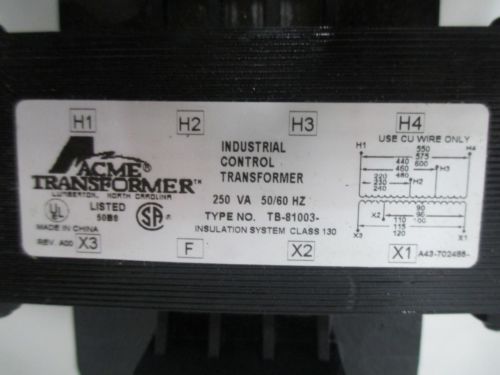 H1 H2 H3 H4
ACME
TRANSFORMER™
LUMBERTON, NORTH CAROLINA
UL LISTED
50B8
SA
MADE IN CHINA
REV. A00
INDUSTRIAL
CONTROL
TRANSFORMER
250 VA 50/60 HZ
TYPE NO. TB-81003-
INSULATION SYSTEM CLASS 130
USE CU WIRE ONLY
H1 H4
550
575
600
440
460
480
H3
220
230
240
H2
90
95
100
X2
110
115
120
X3 X1
X3 F X2 X1